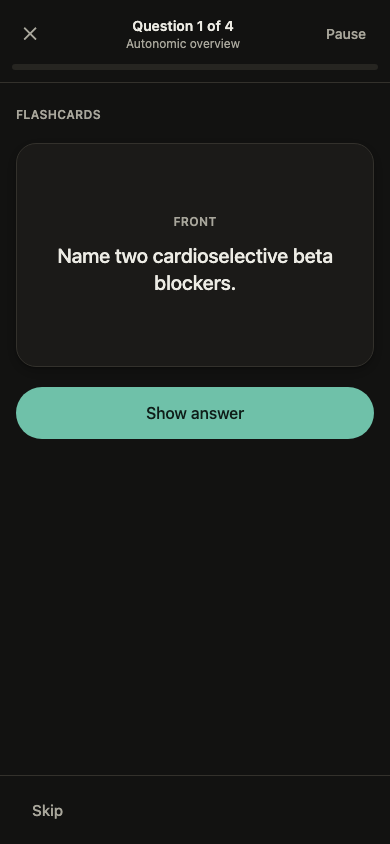 Question 1 of 4
Autonomic overview
Pause
FLASHCARDS
FRONT
Name two cardioselective beta
blockers.
Show answer
Skip